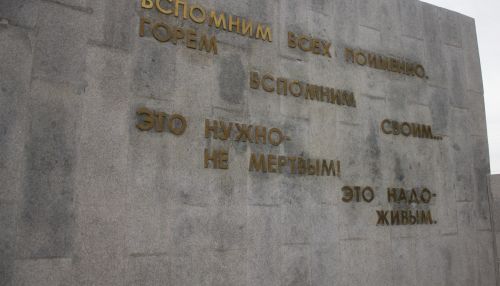 ВСПОМНИМ ВСЕХ ПОИМЕННО,
ГОРЕМ
ВСПОМНИМ
СВОИМ...
ЭТО НУЖНО-
НЕ МЕРТВЫМ!
ЭТО НАДО-
ЖИВЫМ.